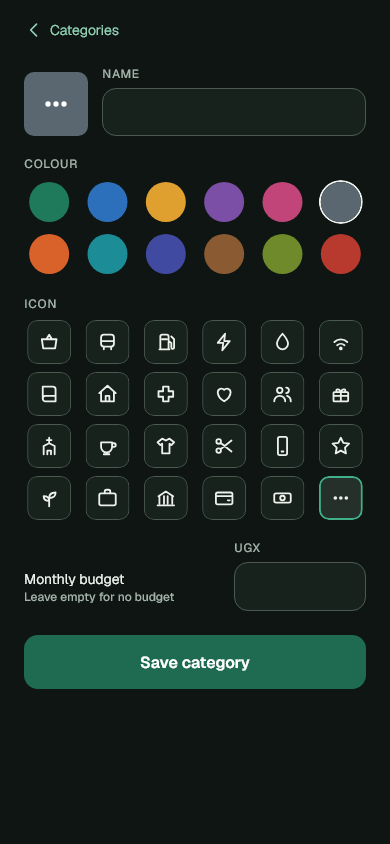 Categories
NAME
COLOUR
ICON
UGX
Monthly budget
Leave empty for no budget
Save category